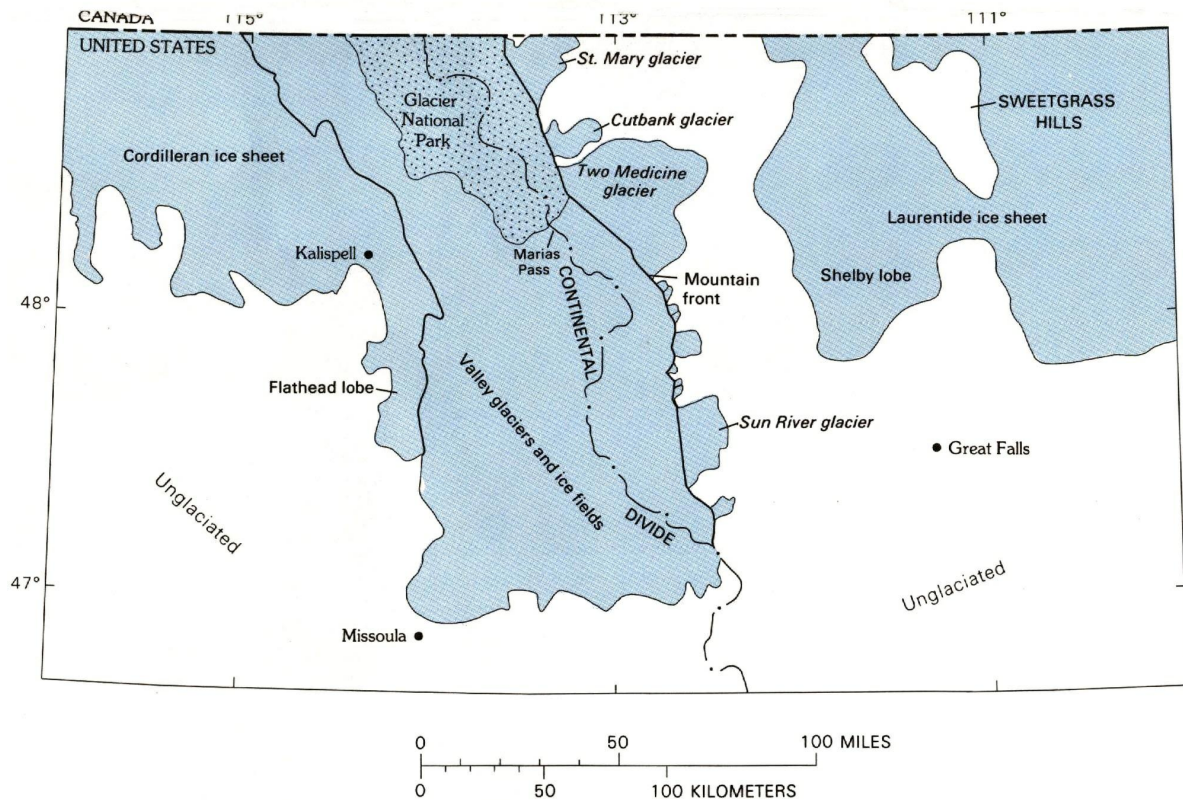 CANADA 115° 113° 111°
UNITED STATES
St. Mary glacier
Glacier
National
Park
SWEETGRASS
HILLS
Cutbank glacier
Cordilleran ice sheet
Two Medicine
glacier
Laurentide ice sheet
Kalispell
Marias
Pass
Shelby lobe
Mountain
front
48°
CONTINENTAL
Flathead lobe
Valley glaciers and ice fields
Sun River glacier
Great Falls
Unglaciated
DIVIDE
47°
Unglaciated
Missoula
0 50 100 MILES
0 50 100 KILOMETERS